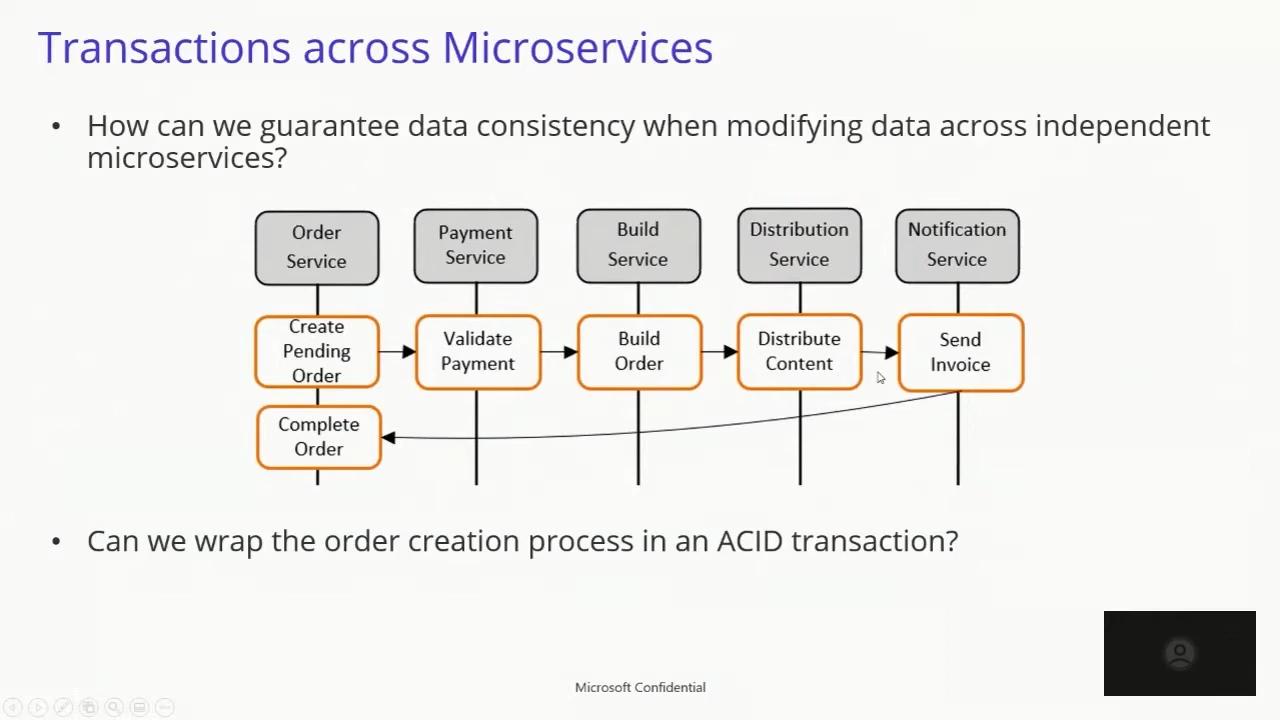 Transactions across Microservices
• How can we guarantee data consistency when modifying data across independent
microservices?
Order
Service
Payment
Service
Build
Service
Distribution
Service
Notification
Service
Create
Pending
Order
Validate
Payment
Build
Order
Distribute
Content
Send
Invoice
Complete
Order
• Can we wrap the order creation process in an ACID transaction?
Microsoft Confidential